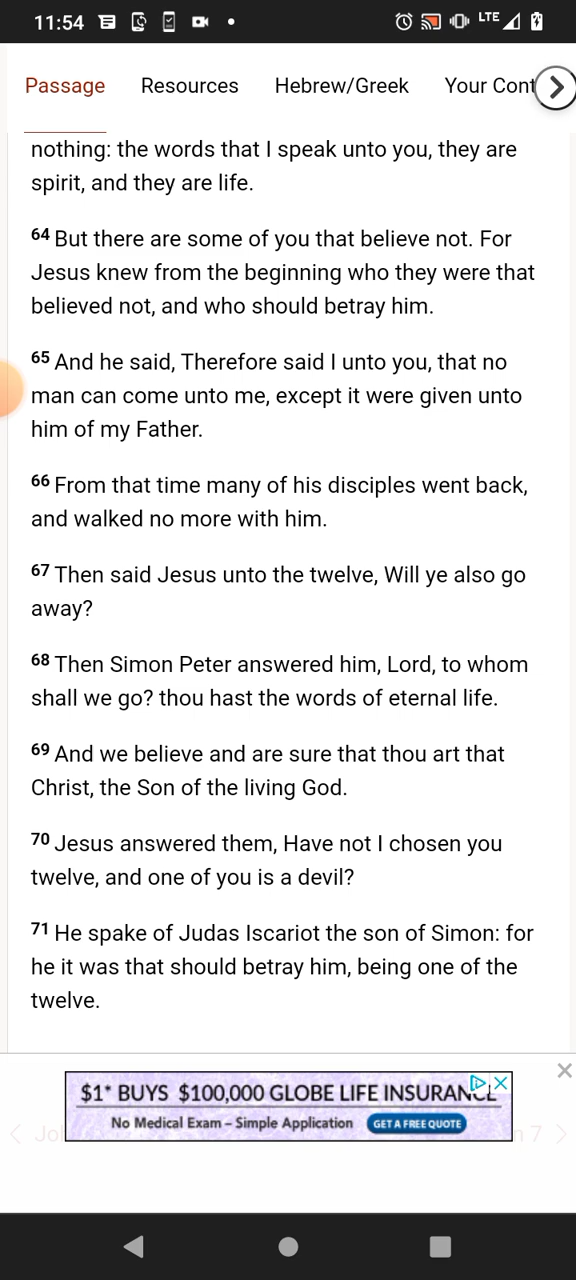 11:54
LTE
Passage Resources Hebrew/Greek Your Cont
nothing: the words that I speak unto you, they are
spirit, and they are life.
64 But there are some of you that believe not. For
Jesus knew from the beginning who they were that
believed not, and who should betray him.
65 And he said, Therefore said I unto you, that no
man can come unto me, except it were given unto
him of my Father.
66 From that time many of his disciples went back,
and walked no more with him.
67 Then said Jesus unto the twelve, Will ye also go
away?
68 Then Simon Peter answered him, Lord, to whom
shall we go? thou hast the words of eternal life.
69 And we believe and are sure that thou art that
Christ, the Son of the living God.
70 Jesus answered them, Have not I chosen you
twelve, and one of you is a devil?
71 He spake of Judas Iscariot the son of Simon: for
he it was that should betray him, being one of the
twelve.
$1* BUYS $100,000 GLOBE LIFE INSURANCE
No Medical Exam – Simple Application GET A FREE QUOTE
Jo n 7